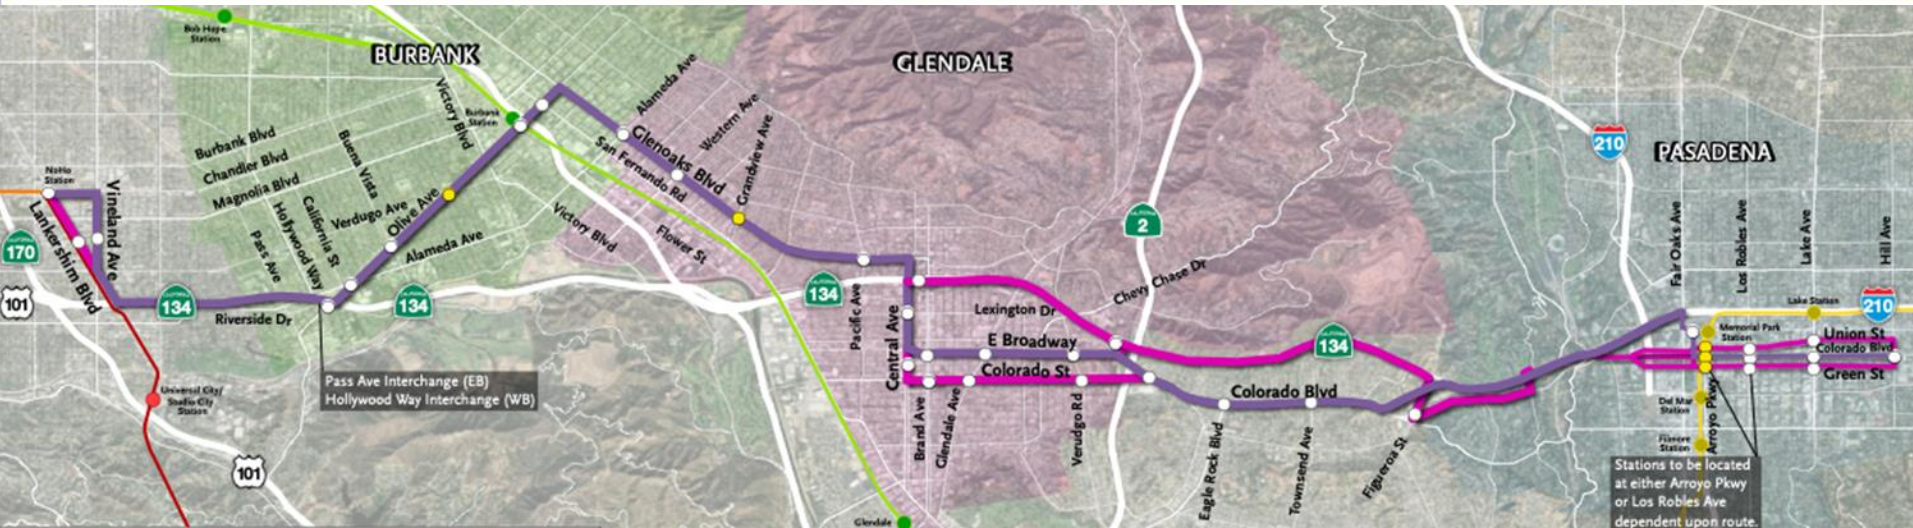 Bob Hope
Station
BURBANK
GLENDALE
PASADENA
Burbank
Station
Victory Blvd
Alameda Ave
Western Ave
Grandview Ave
Glenoaks Blvd
San Fernando Rd
Burbank Blvd
Chandler Blvd
Magnolia Blvd
Buena Vista
Verdugo Ave
Olive Ave
California St
Hollywood Way
Pass Ave
Alameda Ave
Victory Blvd
Flower St
NoHo
Station
Vineland Ave
Lankershim Blvd
170
101
CALIFORNIA
134
Riverside Dr
134
134
2
210
Chevy Chase Dr
Fair Oaks Ave
Los Robles Ave
Lake Ave
Hill Ave
Pacific Ave
Central Ave
Lexington Dr
E Broadway
Colorado St
134
Colorado Blvd
Lake Station
210
Memorial Park
Station
Union St
Colorado Blvd
Green St
Pass Ave Interchange (EB)
Hollywood Way Interchange (WB)
Universal City/
Studio City
Station
101
Brand Ave
Glendale Ave
Verudgo Rd
Eagle Rock Blvd
Townsend Ave
Figueroa St
Del Mar
Station
Arroyo Pkwy
Fillmore
Station
Stations to be located
at either Arroyo Pkwy
or Los Robles Ave
dependent upon route.
Glendale